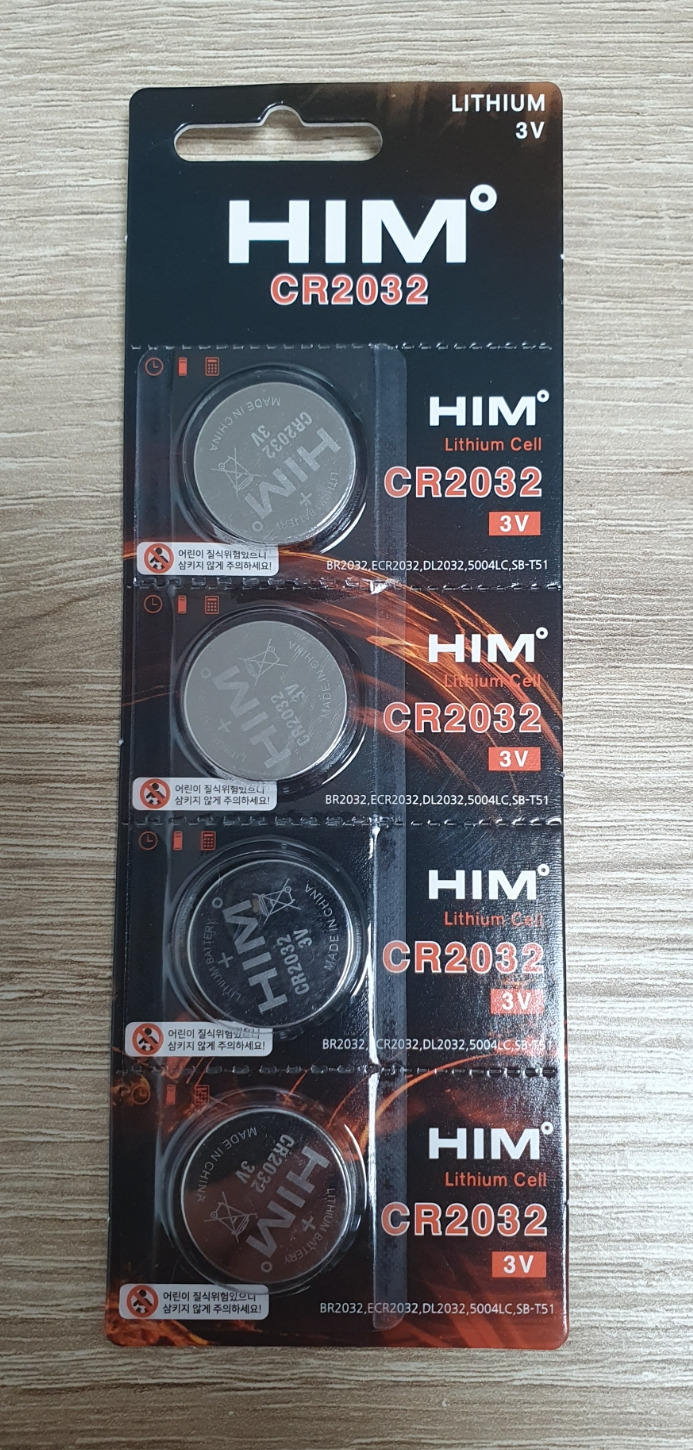 LITHIUM
3V
HIM°
CR2032
MADE IN CHINA
CR2032
3V
HIM°
+
LITHIUM BATTERY
HIM°
Lithium Cell
CR2032
3V
어린이 질식위험있으니
삼키지 않게 주의하세요!
BR2032,ECR2032,DL2032,5004LC,SB-T51
MADE IN CHINA
CR2032
3V
HIM°
+
HIM°
Lithium Cell
CR2032
3V
어린이 질식위험있으니
삼키지 않게 주의하세요!
BR2032,ECR2032,DL2032,5004LC,SB-T51
MADE IN CHINA
CR2032
3V
HIM°
+
LITHIUM BATTERY
HIM°
Lithium Cell
CR2032
3V
어린이 질식위험있으니
삼키지 않게 주의하세요!
BR2032, CR2032,DL2032,5004LC,SB-T51
MADE IN CHINA
CR2032
3V
HIM°
+
LITHIUM BATTERY
HIM°
Lithium Cell
CR2032
3V
어린이 질식위험있으니
삼키지 않게 주의하세요!
BR2032,ECR2032,DL2032,5004LC,SB-T51